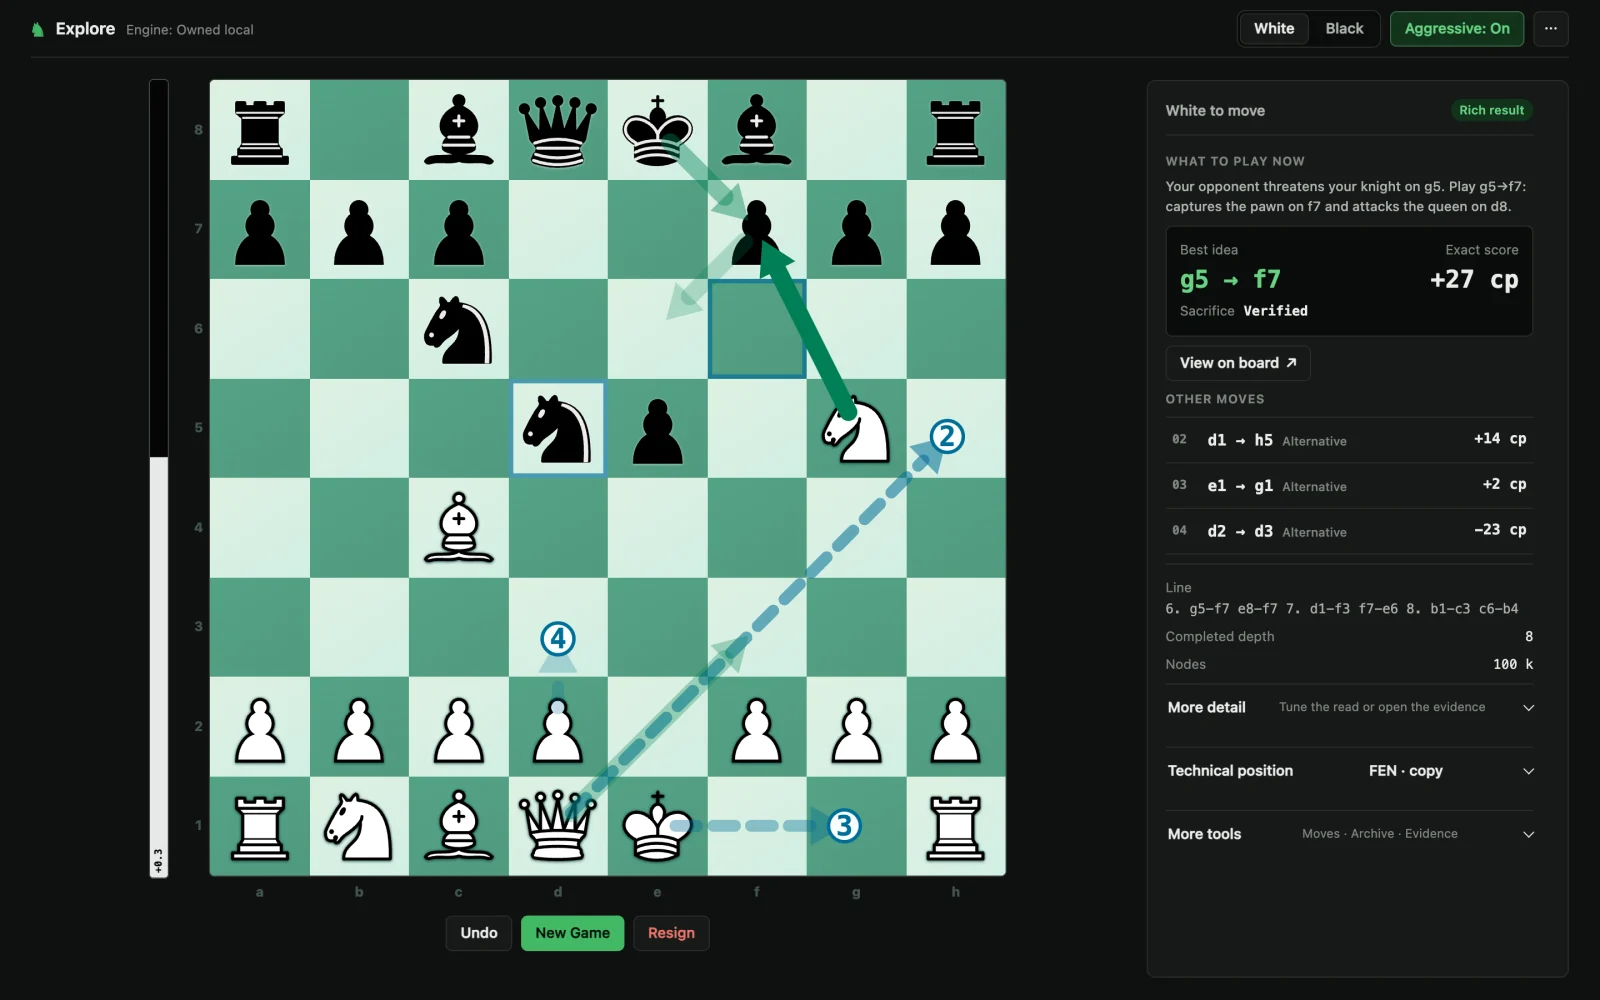 Explore Engine: Owned local
White Black Aggressive: On ···
White to move Rich result
WHAT TO PLAY NOW
Your opponent threatens your knight on g5. Play g5→f7:
captures the pawn on f7 and attacks the queen on d8.
Best idea Exact score
g5 → f7 +27 cp
Sacrifice Verified
View on board ↗
OTHER MOVES
02 d1 → h5 Alternative +14 cp
03 e1 → g1 Alternative +2 cp
04 d2 → d3 Alternative −23 cp
Line
6. g5-f7 e8-f7 7. d1-f3 f7-e6 8. b1-c3 c6-b4
Completed depth 8
Nodes 100 k
More detail Tune the read or open the evidence
Technical position FEN · copy
More tools Moves · Archive · Evidence
8
7
6
5
4
3
2
1
2
4
3
+0.3
a b c d e f g h
Undo New Game Resign